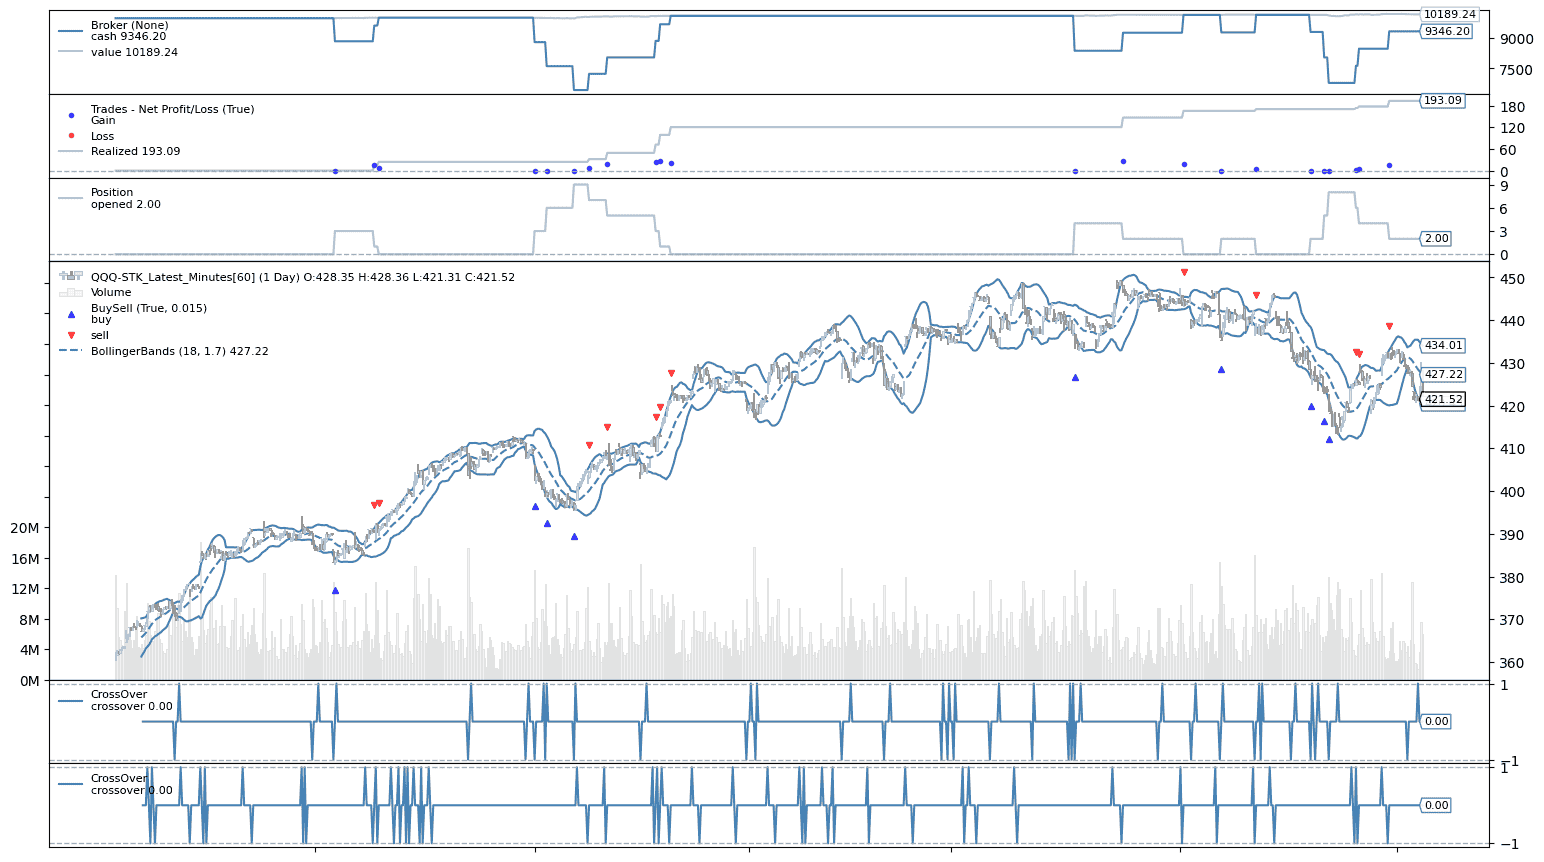 Broker (None)
cash 9346.20
value 10189.24
10189.24
9346.20
9000
7500
Trades - Net Profit/Loss (True)
Gain
Loss
Realized 193.09
193.09
180
120
60
0
Position
opened 2.00
9
6
3
2.00
0
QQQ-STK_Latest_Minutes[60] (1 Day) O:428.35 H:428.36 L:421.31 C:421.52
Volume
BuySell (True, 0.015)
buy
sell
BollingerBands (18, 1.7) 427.22
450
440
434.01
430
427.22
421.52
420
410
400
390
380
370
360
20M
16M
12M
8M
4M
0M
CrossOver
crossover 0.00
1
0.00
−1
CrossOver
crossover 0.00
1
0.00
−1